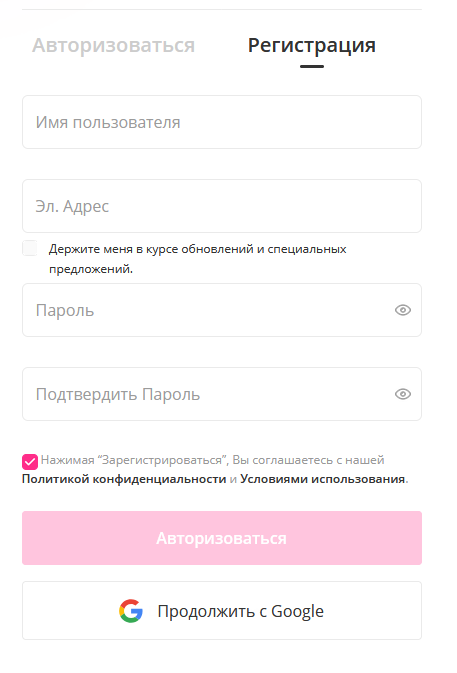 Авторизоваться Регистрация
Имя пользователя
Эл. Адрес
Держите меня в курсе обновлений и специальных
предложений.
Пароль
Подтвердить Пароль
Нажимая “Зарегистрироваться”, Вы соглашаетесь с нашей
Политикой конфиденциальности и Условиями использования.
Авторизоваться
Продолжить с Google